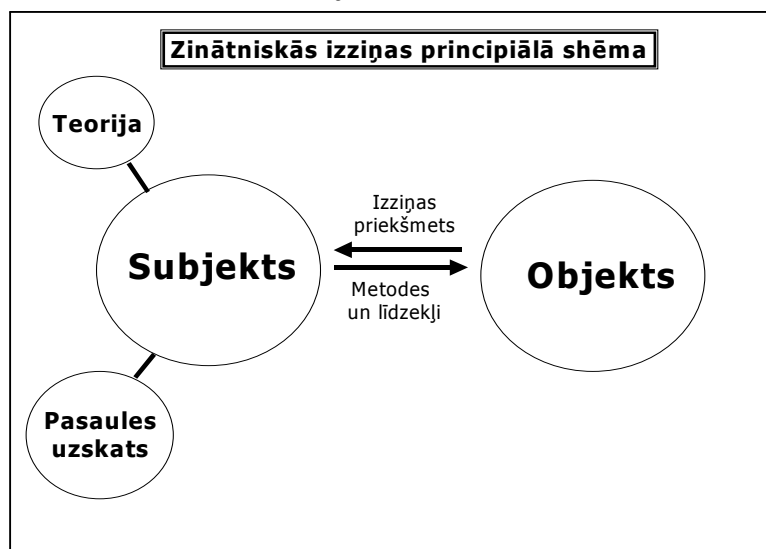 Zinātniskās izziņas principiālā shēma
Teorija
Izziņas
priekšmets
Subjekts
Objekts
Metodes
un līdzekļi
Pasaules
uzskats